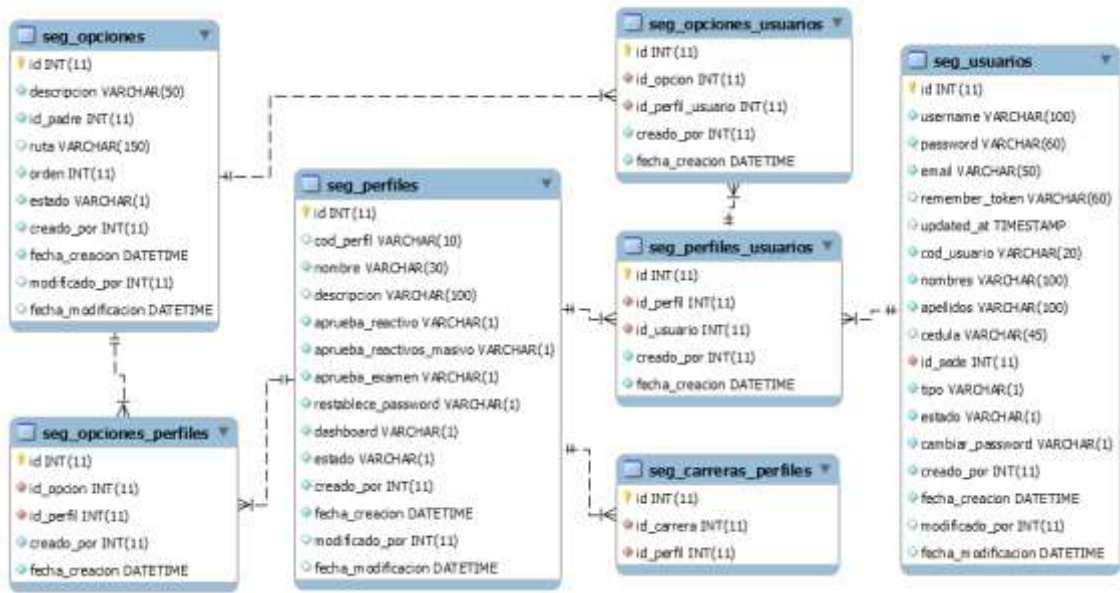 seg_opciones
id INT(11)
descripcion VARCHAR(50)
id_padre INT(11)
ruta VARCHAR(150)
orden INT(11)
estado VARCHAR(1)
creado_por INT(11)
fecha_creacion DATETIME
modificado_por INT(11)
fecha_modificacion DATETIME
seg_opciones_perfiles
id INT(11)
id_opcion INT(11)
id_perfil INT(11)
creado_por INT(11)
fecha_creacion DATETIME
seg_perfiles
id INT(11)
cod_perfil VARCHAR(10)
nombre VARCHAR(30)
descripcion VARCHAR(100)
aprueba_reactivo VARCHAR(1)
aprueba_reactivos_masivo VARCHAR(1)
aprueba_examen VARCHAR(1)
restablece_password VARCHAR(1)
dashboard VARCHAR(1)
estado VARCHAR(1)
creado_por INT(11)
fecha_creacion DATETIME
modificado_por INT(11)
fecha_modificacion DATETIME
seg_opciones_usuarios
id INT(11)
id_opcion INT(11)
id_perfil_usuario INT(11)
creado_por INT(11)
fecha_creacion DATETIME
seg_perfiles_usuarios
id INT(11)
id_perfil INT(11)
id_usuario INT(11)
creado_por INT(11)
fecha_creacion DATETIME
seg_carreras_perfiles
id INT(11)
id_carrera INT(11)
id_perfil INT(11)
seg_usuarios
id INT(11)
username VARCHAR(100)
password VARCHAR(60)
email VARCHAR(50)
remember_token VARCHAR(60)
updated_at TIMESTAMP
cod_usuario VARCHAR(20)
nombres VARCHAR(100)
apellidos VARCHAR(100)
cedula VARCHAR(45)
id_sede INT(11)
tipo VARCHAR(1)
estado VARCHAR(1)
cambiar_password VARCHAR(1)
creado_por INT(11)
fecha_creacion DATETIME
modificado_por INT(11)
fecha_modificacion DATETIME